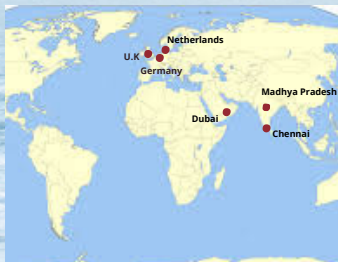 Netherlands
U.K
Germany
Madhya Pradesh
Dubai
Chennai